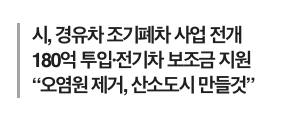 시, 경유차 조기폐차 사업 전개
180억 투입·전기차 보조금 지원
“오염원 제거, 산소도시 만들것”